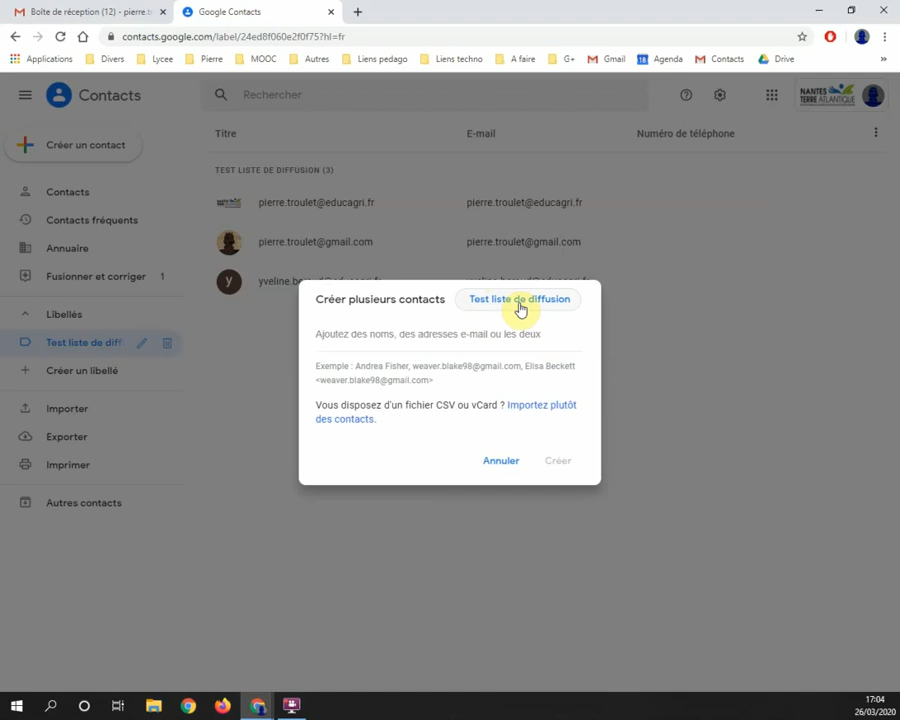 Boîte de réception (12) - pierre.t
Google Contacts
contacts.google.com/label/24ed8f060e2f0f75?hl=fr
Applications
Divers
Lycee
Pierre
MOOC
Autres
Liens pedago
Liens techno
A faire
G+
Gmail
Agenda
Contacts
Drive
Contacts
Rechercher
NANTES
TERRE ATLANTIQUE
Créer un contact
Titre
E-mail
Numéro de téléphone
TEST LISTE DE DIFFUSION (3)
Contacts
pierre.troulet@educagri.fr
pierre.troulet@educagri.fr
Contacts fréquents
Annuaire
pierre.troulet@gmail.com
pierre.troulet@gmail.com
Fusionner et corriger 1
Y
Libellés
Test liste de diff
Créer un libellé
Importer
Exporter
Imprimer
Autres contacts
Créer plusieurs contacts
Test liste de diffusion
Ajoutez des noms, des adresses e-mail ou les deux
Exemple : Andrea Fisher, weaver.blake98@gmail.com, Elisa Beckett
<weaver.blake98@gmail.com>
Vous disposez d'un fichier CSV ou vCard ? Importez plutôt
des contacts.
Annuler
Créer
17:04
26/03/2020